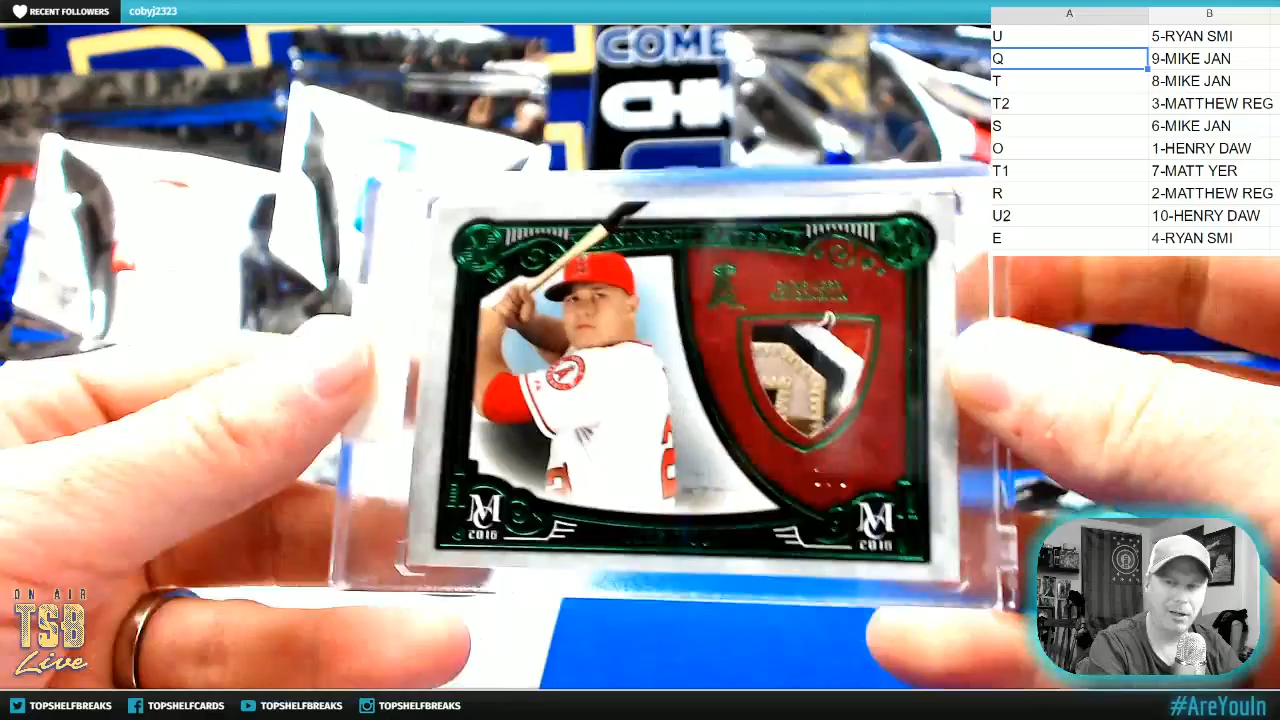 RECENT FOLLOWERS
cobyj2323
A B
U 5-RYAN SMI
Q 9-MIKE JAN
T 8-MIKE JAN
T2 3-MATTHEW REG
S 6-MIKE JAN
O 1-HENRY DAW
T1 7-MATT YER
R 2-MATTHEW REG
U2 10-HENRY DAW
E 4-RYAN SMI
COME
A
A
MC
2016
MC
2016
ON AIR
TSB
Live
TOPSHELFBREAKS
TOPSHELFCARDS
TOPSHELFBREAKS
TOPSHELFBREAKS
#AreYouIn